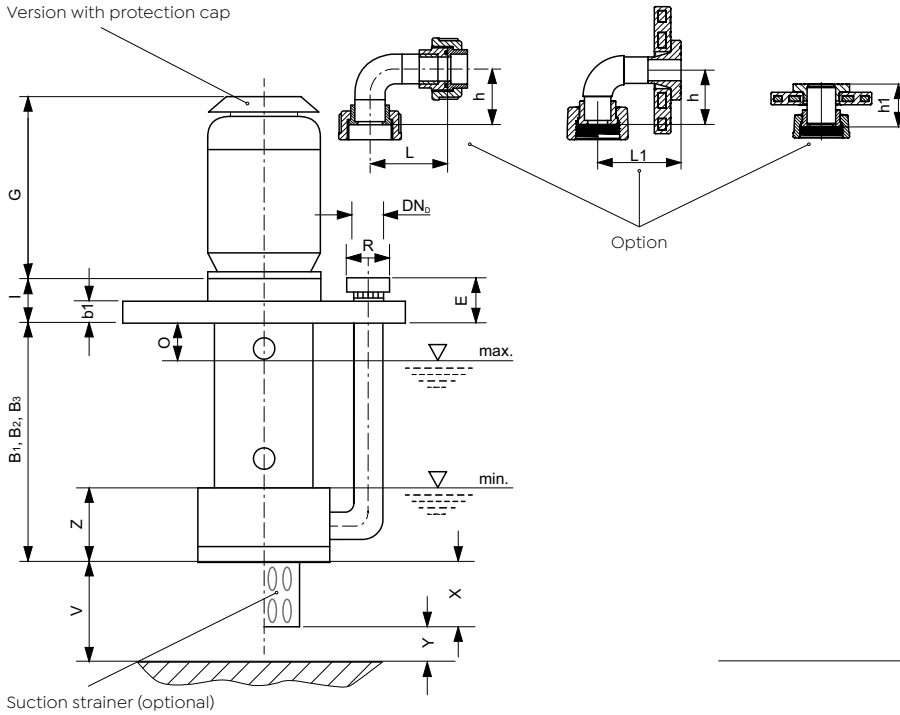 Version with protection cap
h
L
h
L1
h1
Option
G
DN_D
R
I
b1
E
O
max.
B1, B2, B3
min.
Z
X
V
Y
Suction strainer (optional)